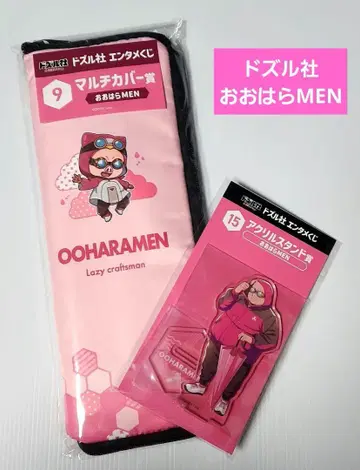 ドズル社
おおはらMEN
ドズル社 エンタメくじ
9 マルチカバー賞
おおはらMEN
OOHARAMEN
Lazy craftsman
ドズル社 エンタメくじ
15 アクリルスタンド賞
おおはらMEN
OOHARAMEN